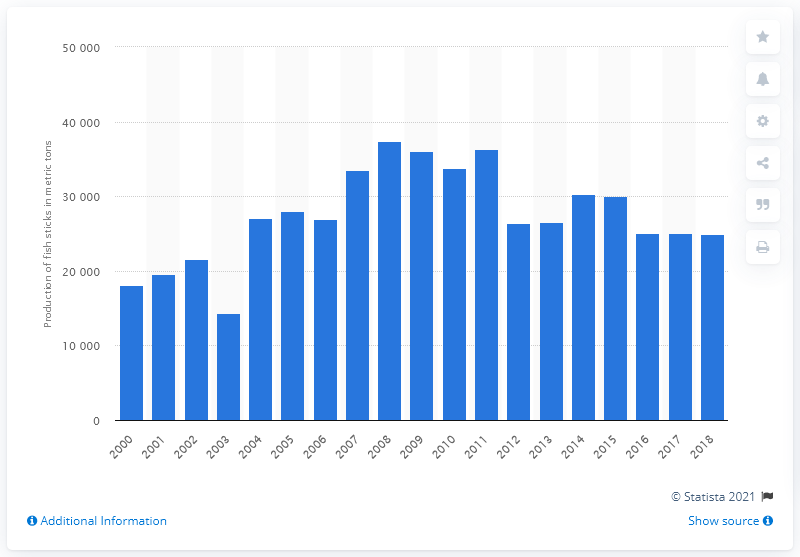 50 000
40 000
30 000
20 000
10 000
0
Production of fish sticks in metric tons
2000 2001 2002 2003 2004 2005 2006 2007 2008 2009 2010 2011 2012 2013 2014 2015 2016 2017 2018
© Statista 2021
Additional Information
Show source